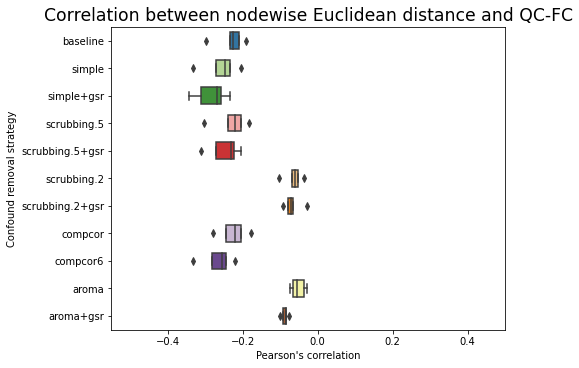 Correlation between nodewise Euclidean distance and QC-FC
baseline
simple
simple+gsr
scrubbing.5
scrubbing.5+gsr
scrubbing.2
scrubbing.2+gsr
compcor
compcor6
aroma
aroma+gsr
Confound removal strategy
−0.4 −0.2 0.0 0.2 0.4
Pearson's correlation